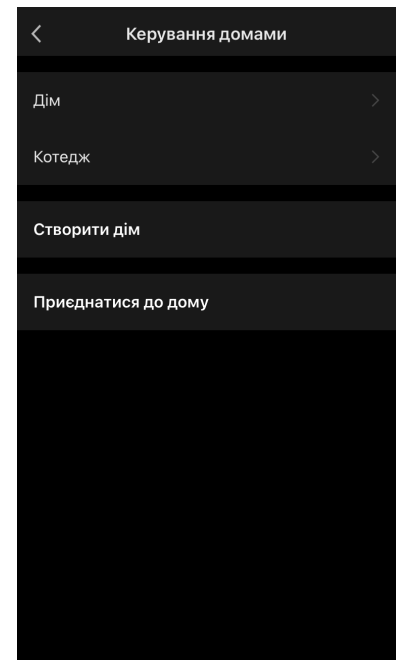 Керування домами
Дім
Котедж
Створити дім
Приєднатися до дому